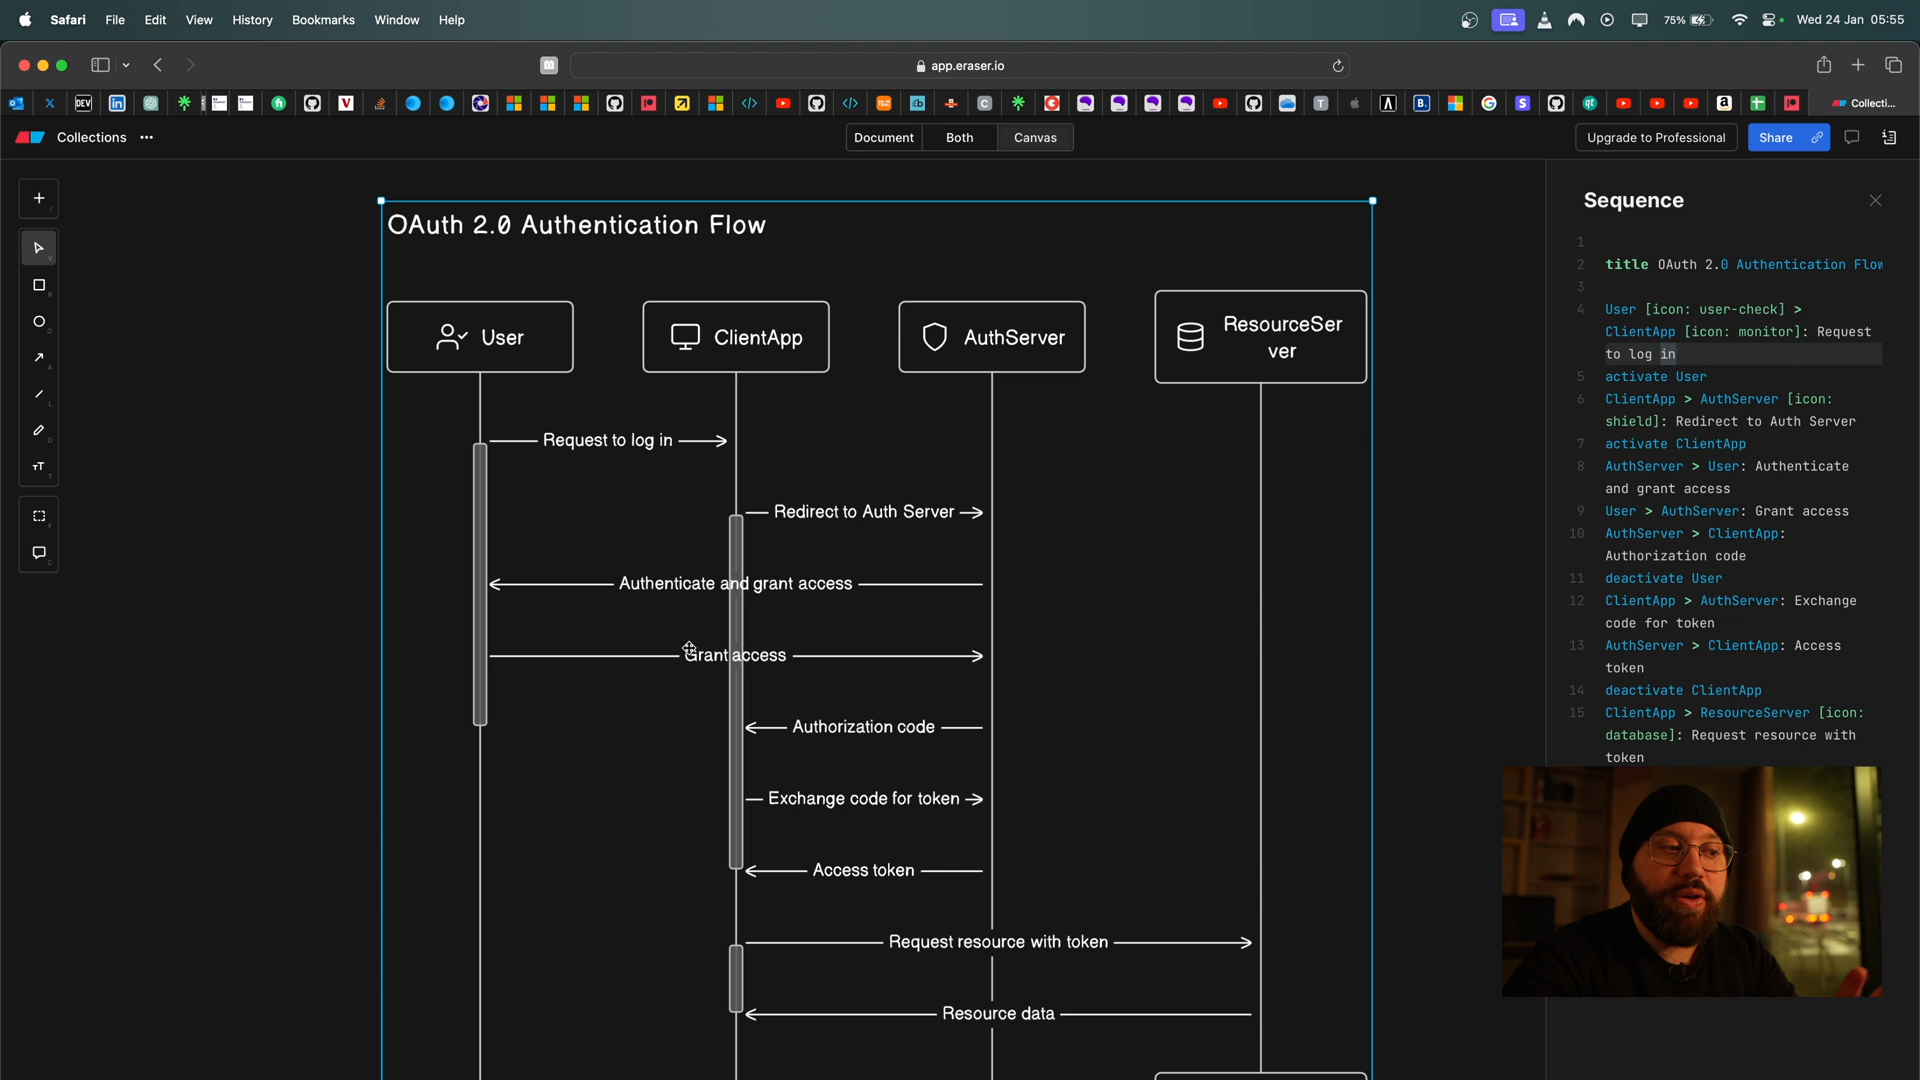 Safari File Edit View History Bookmarks Window Help 75% Wed 24 Jan 05:55
app.eraser.io
Collecti...
Collections ••• Document Both Canvas Upgrade to Professional Share
OAuth 2.0 Authentication Flow
User
ClientApp
AuthServer
ResourceSer
ver
Request to log in
Redirect to Auth Server
Authenticate and grant access
Grant access
Authorization code
Exchange code for token
Access token
Request resource with token
Resource data
Sequence
1
2 title OAuth 2.0 Authentication Flow
3
4 User [icon: user-check] >
ClientApp [icon: monitor]: Request
to log in
5 activate User
6 ClientApp > AuthServer [icon:
shield]: Redirect to Auth Server
7 activate ClientApp
8 AuthServer > User: Authenticate
and grant access
9 User > AuthServer: Grant access
10 AuthServer > ClientApp:
Authorization code
11 deactivate User
12 ClientApp > AuthServer: Exchange
code for token
13 AuthServer > ClientApp: Access
token
14 deactivate ClientApp
15 ClientApp > ResourceServer [icon:
database]: Request resource with
token